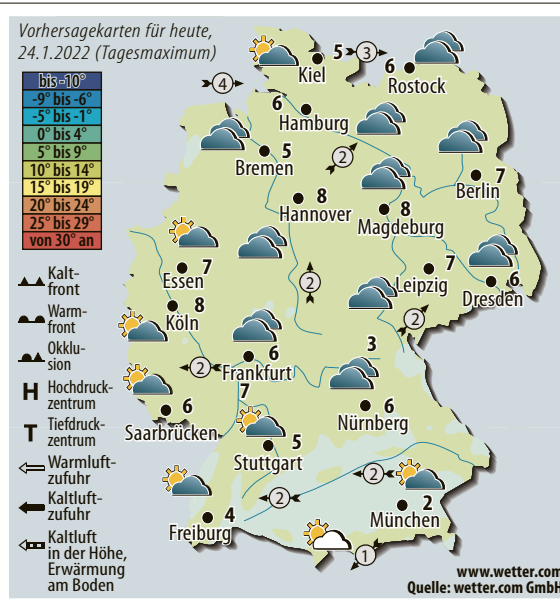 Vorhersagekarten für heute,
24.1.2022 (Tagesmaximum)
bis -10°
-9° bis -6°
-5° bis -1°
0° bis 4°
5° bis 9°
10° bis 14°
15° bis 19°
20° bis 24°
25° bis 29°
von 30° an
Kalt-
front
Warm-
front
Okklu-
sion
H Hochdruck-
zentrum
T Tiefdruck-
zentrum
Warmluft-
zufuhr
Kaltluft-
zufuhr
Kaltluft
in der Höhe,
Erwärmung
am Boden
5 3
Kiel
6
Rostock
4
6
Hamburg
5
Bremen
2
7
Berlin
8
Hannover
8
Magdeburg
7
Essen
2
7
Leipzig
6
Dresden
8
Köln
2
3
6
Frankfurt
2
7
6
Saarbrücken
6
Nürnberg
5
Stuttgart
2
2
4
Freiburg
2
München
1
www.wetter.com
Quelle: wetter.com GmbH